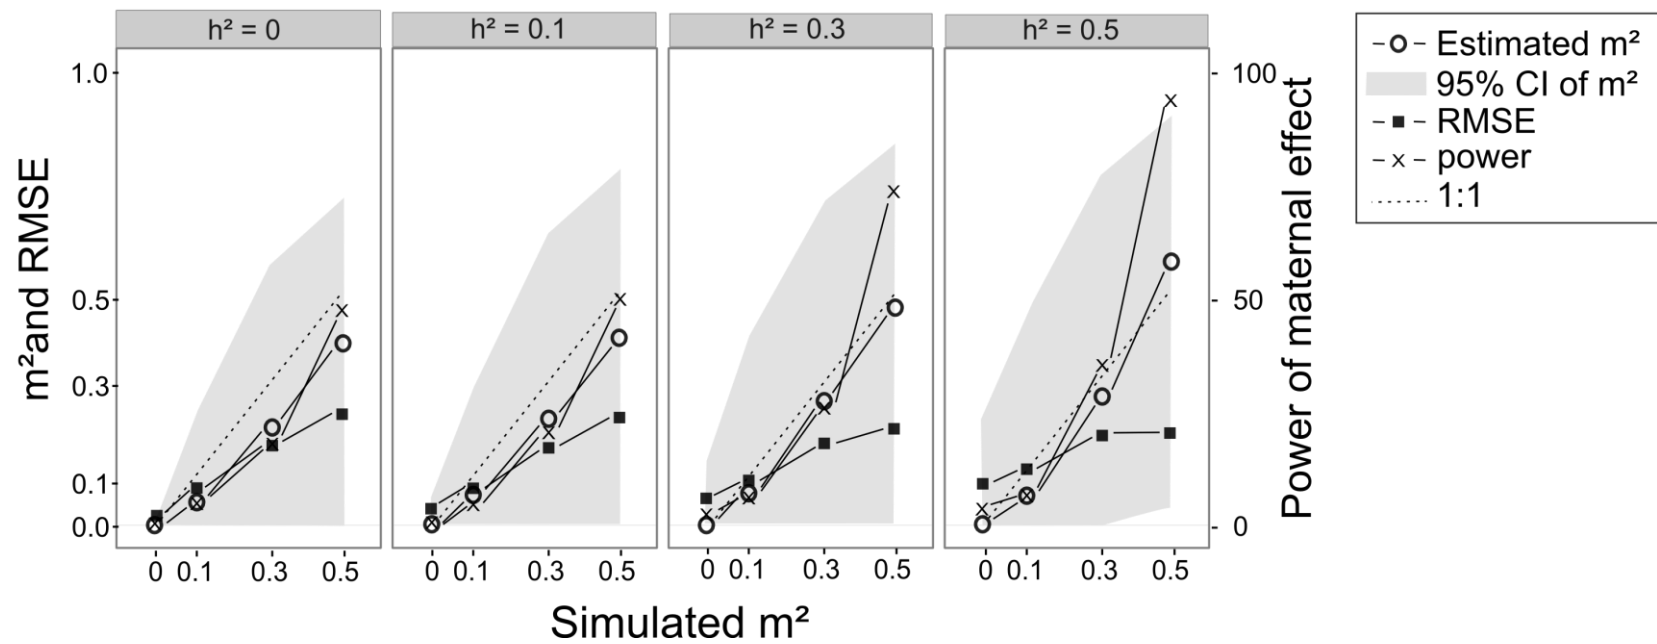 h² = 0
h² = 0.1
h² = 0.3
h² = 0.5
m²and RMSE
1.0
0.5
0.3
0.1
0.0
100
50
0
Power of maternal effect
0 0.1 0.3 0.5
0 0.1 0.3 0.5
0 0.1 0.3 0.5
0 0.1 0.3 0.5
Simulated m²
Estimated m²
95% CI of m²
RMSE
power
1:1